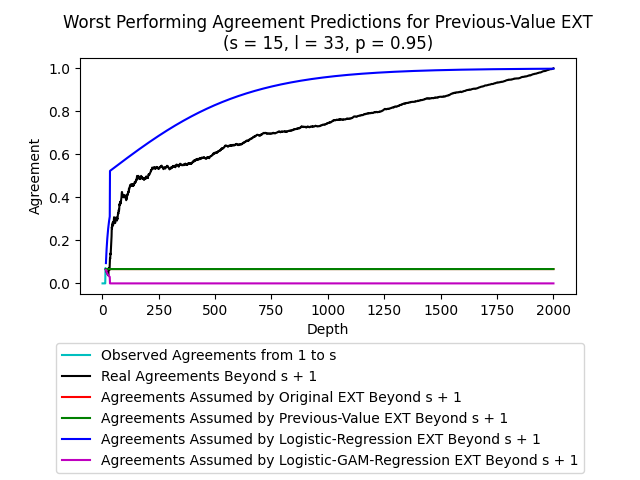 Worst Performing Agreement Predictions for Previous-Value EXT
(s = 15, l = 33, p = 0.95)
1.0
0.8
0.6
0.4
0.2
0.0
Agreement
0 250 500 750 1000 1250 1500 1750 2000
Depth
Observed Agreements from 1 to s
Real Agreements Beyond s + 1
Agreements Assumed by Original EXT Beyond s + 1
Agreements Assumed by Previous-Value EXT Beyond s + 1
Agreements Assumed by Logistic-Regression EXT Beyond s + 1
Agreements Assumed by Logistic-GAM-Regression EXT Beyond s + 1